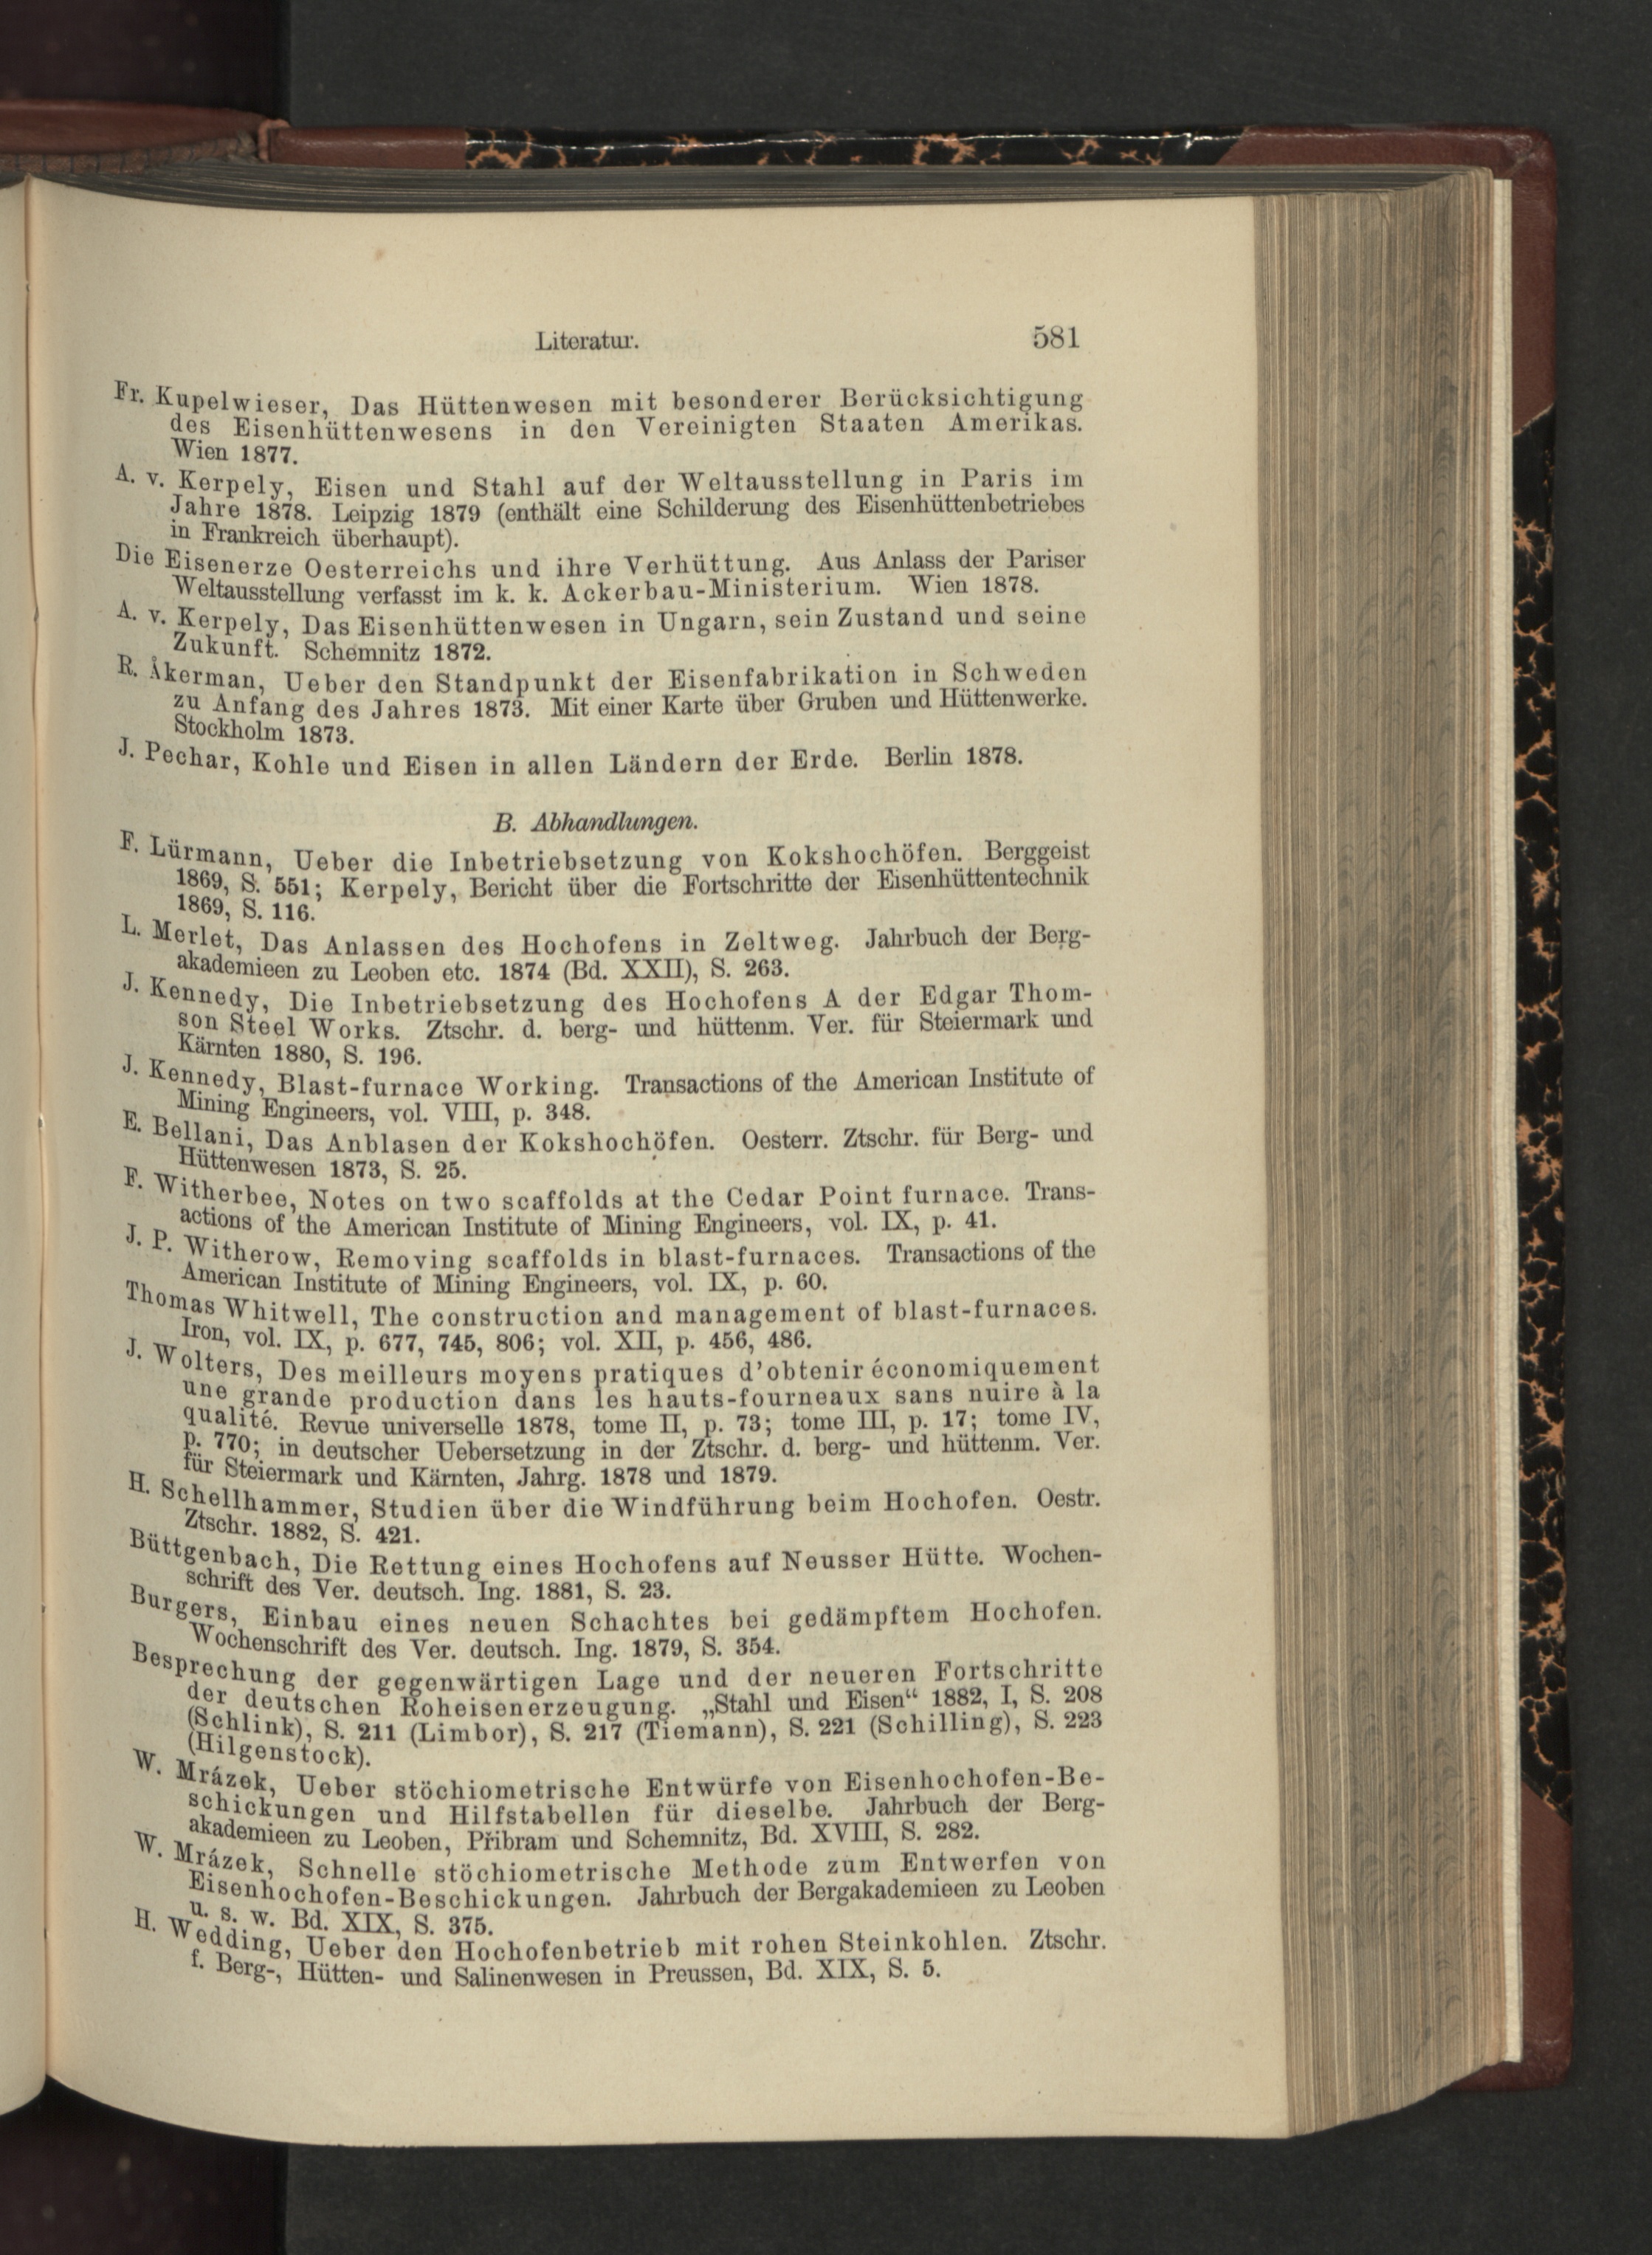 Literatur. 581
Fr. Kupelwieser, Das Hüttenwesen mit besonderer Berücksichtigung
des Eisenhüttenwesens in den Vereinigten Staaten Amerikas.
Wien 1877.
A. v. Kerpely, Eisen und Stahl auf der Weltausstellung in Paris im
Jahre 1878. Leipzig 1879 (enthält eine Schilderung des Eisenhüttenbetriebes
in Frankreich überhaupt).
Die Eisenerze Oesterreichs und ihre Verhüttung. Aus Anlass der Pariser
Weltausstellung verfasst im k. k. Ackerbau-Ministerium. Wien 1878.
A. v. Kerpely, Das Eisenhüttenwesen in Ungarn, sein Zustand und seine
Zukunft. Schemnitz 1872.
R. Åkerman, Ueber den Standpunkt der Eisenfabrikation in Schweden
zu Anfang des Jahres 1873. Mit einer Karte über Gruben und Hüttenwerke.
Stockholm 1873.
J. Pechar, Kohle und Eisen in allen Ländern der Erde. Berlin 1878.
B. Abhandlungen.
F. Lürmann, Ueber die Inbetriebsetzung von Kokshochöfen. Berggeist
1869, S. 551; Kerpely, Bericht über die Fortschritte der Eisenhüttentechnik
1869, S. 116.
L. Merlet, Das Anlassen des Hochofens in Zeltweg. Jahrbuch der Berg-
akademieen zu Leoben etc. 1874 (Bd. XXII), S. 263.
J. Kennedy, Die Inbetriebsetzung des Hochofens A der Edgar Thom-
son Steel Works. Ztschr. d. berg- und hüttenm. Ver. für Steiermark und
Kärnten 1880, S. 196.
J. Kennedy, Blast-furnace Working. Transactions of the American Institute of
Mining Engineers, vol. VIII, p. 348.
E. Bellani, Das Anblasen der Kokshochöfen. Oesterr. Ztschr. für Berg- und
Hüttenwesen 1873, S. 25.
F. Witherbee, Notes on two scaffolds at the Cedar Point furnace. Trans-
actions of the American Institute of Mining Engineers, vol. IX, p. 41.
J. P. Witherow, Removing scaffolds in blast-furnaces. Transactions of the
American Institute of Mining Engineers, vol. IX, p. 60.
Thomas Whitwell, The construction and management of blast-furnaces.
Iron, vol. IX, p. 677, 745, 806; vol. XII, p. 456, 486.
J. Wolters, Des meilleurs moyens pratiques d'obtenir économiquement
une grande production dans les hauts-fourneaux sans nuire à la
qualité. Revue universelle 1878, tome II, p. 73; tome III, p. 17; tome IV,
p. 770; in deutscher Uebersetzung in der Ztschr. d. berg- und hüttenm. Ver.
für Steiermark und Kärnten, Jahrg. 1878 und 1879.
H. Schellhammer, Studien über die Windführung beim Hochofen. Oestr.
Ztschr. 1882, S. 421.
Büttgenbach, Die Rettung eines Hochofens auf Neusser Hütte. Wochen-
schrift des Ver. deutsch. Ing. 1881, S. 23.
Burgers, Einbau eines neuen Schachtes bei gedämpftem Hochofen.
Wochenschrift des Ver. deutsch. Ing. 1879, S. 354.
Besprechung der gegenwärtigen Lage und der neueren Fortschritte
der deutschen Roheisenerzeugung. „Stahl und Eisen“ 1882, I, S. 208
(Schlink), S. 211 (Limbor), S. 217 (Tiemann), S. 221 (Schilling), S. 223
(Hilgenstock).
W. Mrázek, Ueber stöchiometrische Entwürfe von Eisenhochofen-Be-
schickungen und Hilfstabellen für dieselbe. Jahrbuch der Berg-
akademieen zu Leoben, Přibram und Schemnitz, Bd. XVIII, S. 282.
W. Mrázek, Schnelle stöchiometrische Methode zum Entwerfen von
Eisenhochofen-Beschickungen. Jahrbuch der Bergakademieen zu Leoben
u. s. w. Bd. XIX, S. 375.
H. Wedding, Ueber den Hochofenbetrieb mit rohen Steinkohlen. Ztschr.
f. Berg-, Hütten- und Salinenwesen in Preussen, Bd. XIX, S. 5.